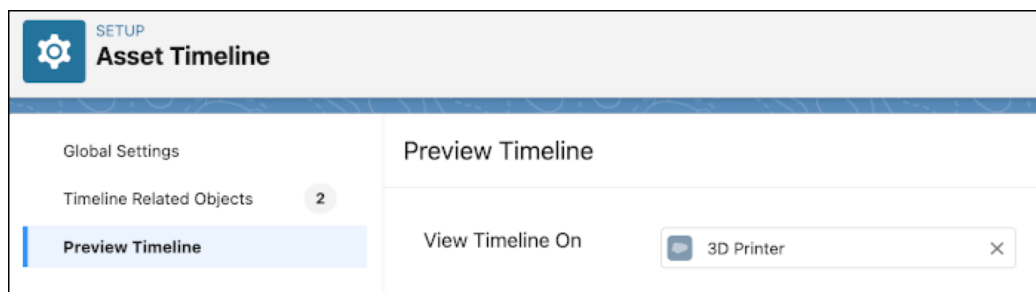 SETUP
Asset Timeline
Global Settings
Timeline Related Objects 2
Preview Timeline
Preview Timeline
View Timeline On 3D Printer